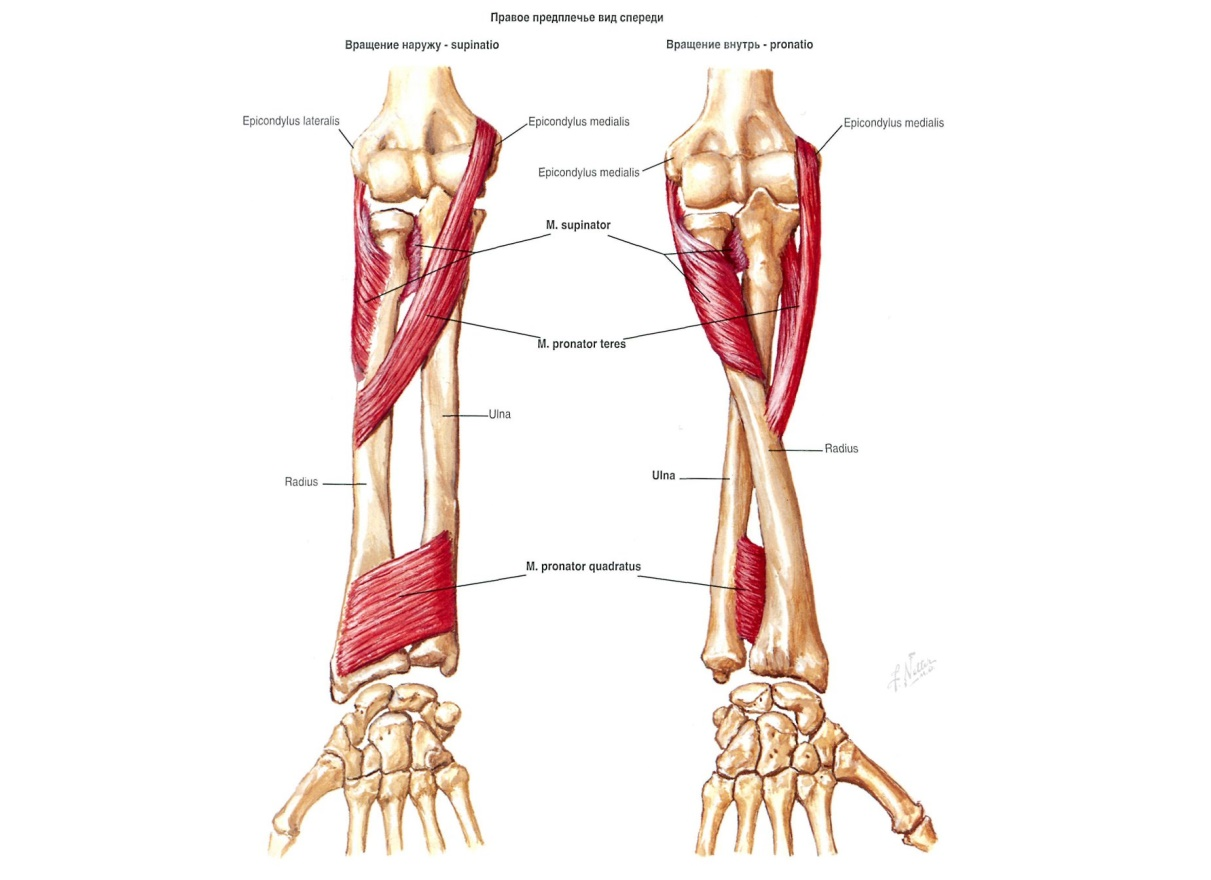 Правое предплечье вид спереди
Вращение наружу - supinatio
Вращение внутрь - pronatio
Epicondylus lateralis
Epicondylus medialis
Epicondylus medialis
Epicondylus medialis
M. supinator
M. pronator teres
Ulna
Radius
Radius
Ulna
M. pronator quadratus